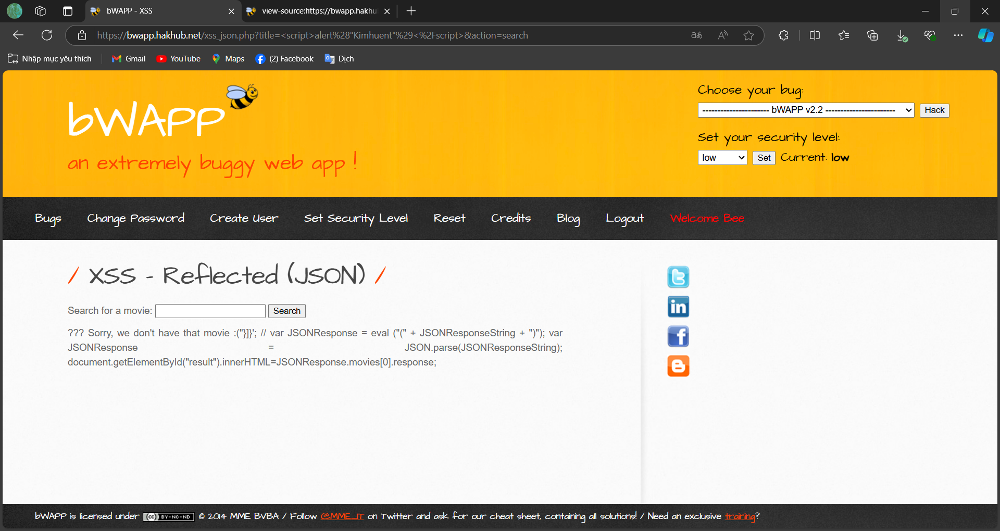 bWAPP - XSS
view-source:https://bwapp.hakhu
https://bwapp.hakhub.net/xss_json.php?title=<script>alert%28"Kimhuent"%29<%2Fscript>&action=search
Nhập mục yêu thích
Gmail
YouTube
Maps
(2) Facebook
Dịch
bWAPP
an extremely buggy web app !
Choose your bug:
---------------------- bWAPP v2.2 -----------------------
Hack
Set your security level:
low
Set
Current: low
Bugs
Change Password
Create User
Set Security Level
Reset
Credits
Blog
Logout
Welcome Bee
/ XSS - Reflected (JSON) /
Search for a movie:
Search
??? Sorry, we don't have that movie :("}]}'; // var JSONResponse = eval ("(" + JSONResponseString + ")"); var
JSONResponse = JSON.parse(JSONResponseString);
document.getElementById("result").innerHTML=JSONResponse.movies[0].response;
bWAPP is licensed under (cc) BY-NC-ND © 2014 MME BVBA / Follow @MME_IT on Twitter and ask for our cheat sheet, containing all solutions! / Need an exclusive training?